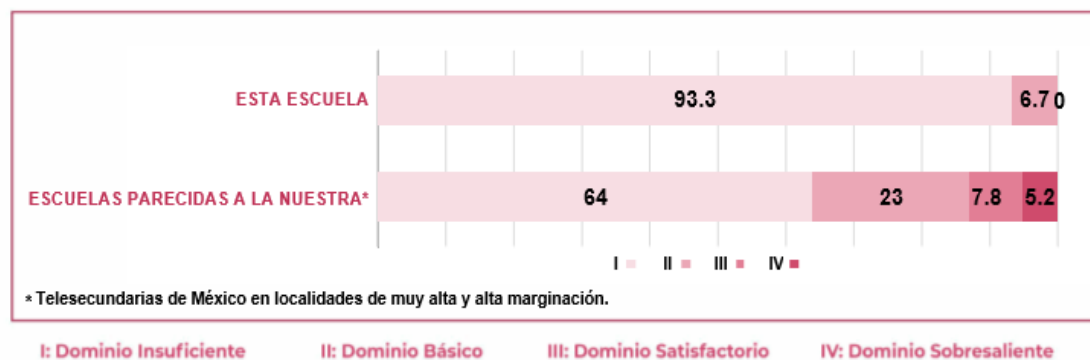 ESTA ESCUELA 93.3 6.7 0
ESCUELAS PARECIDAS A LA NUESTRA* 64 23 7.8 5.2
I II III IV
* Telesecundarias de México en localidades de muy alta y alta marginación.
I: Dominio Insuficiente II: Dominio Básico III: Dominio Satisfactorio IV: Dominio Sobresaliente